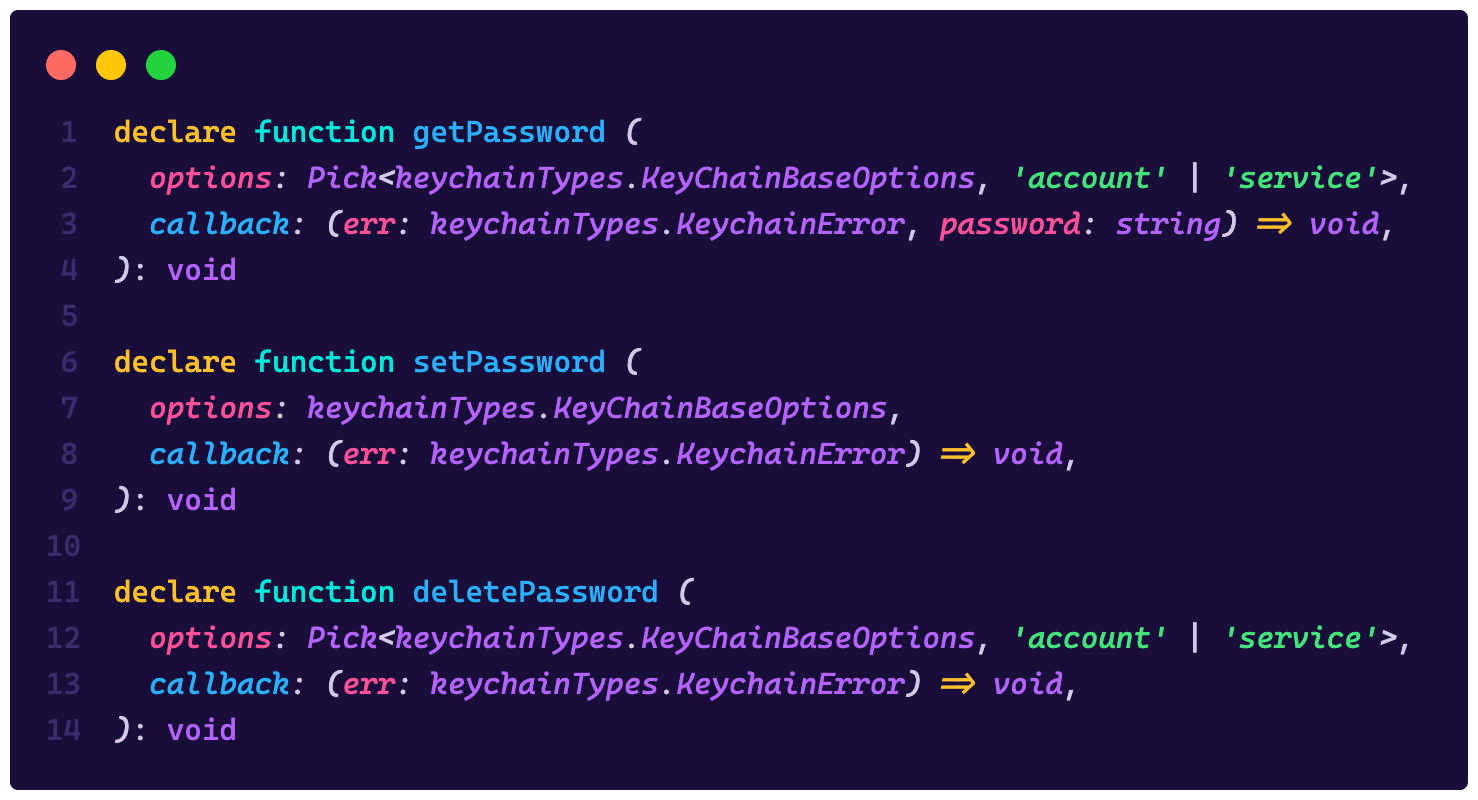 1 declare function getPassword (
2   options: Pick<keychainTypes.KeyChainBaseOptions, 'account' | 'service'>,
3   callback: (err: keychainTypes.KeychainError, password: string) => void,
4 ): void
5
6 declare function setPassword (
7   options: keychainTypes.KeyChainBaseOptions,
8   callback: (err: keychainTypes.KeychainError) => void,
9 ): void
10
11 declare function deletePassword (
12   options: Pick<keychainTypes.KeyChainBaseOptions, 'account' | 'service'>,
13   callback: (err: keychainTypes.KeychainError) => void,
14 ): void